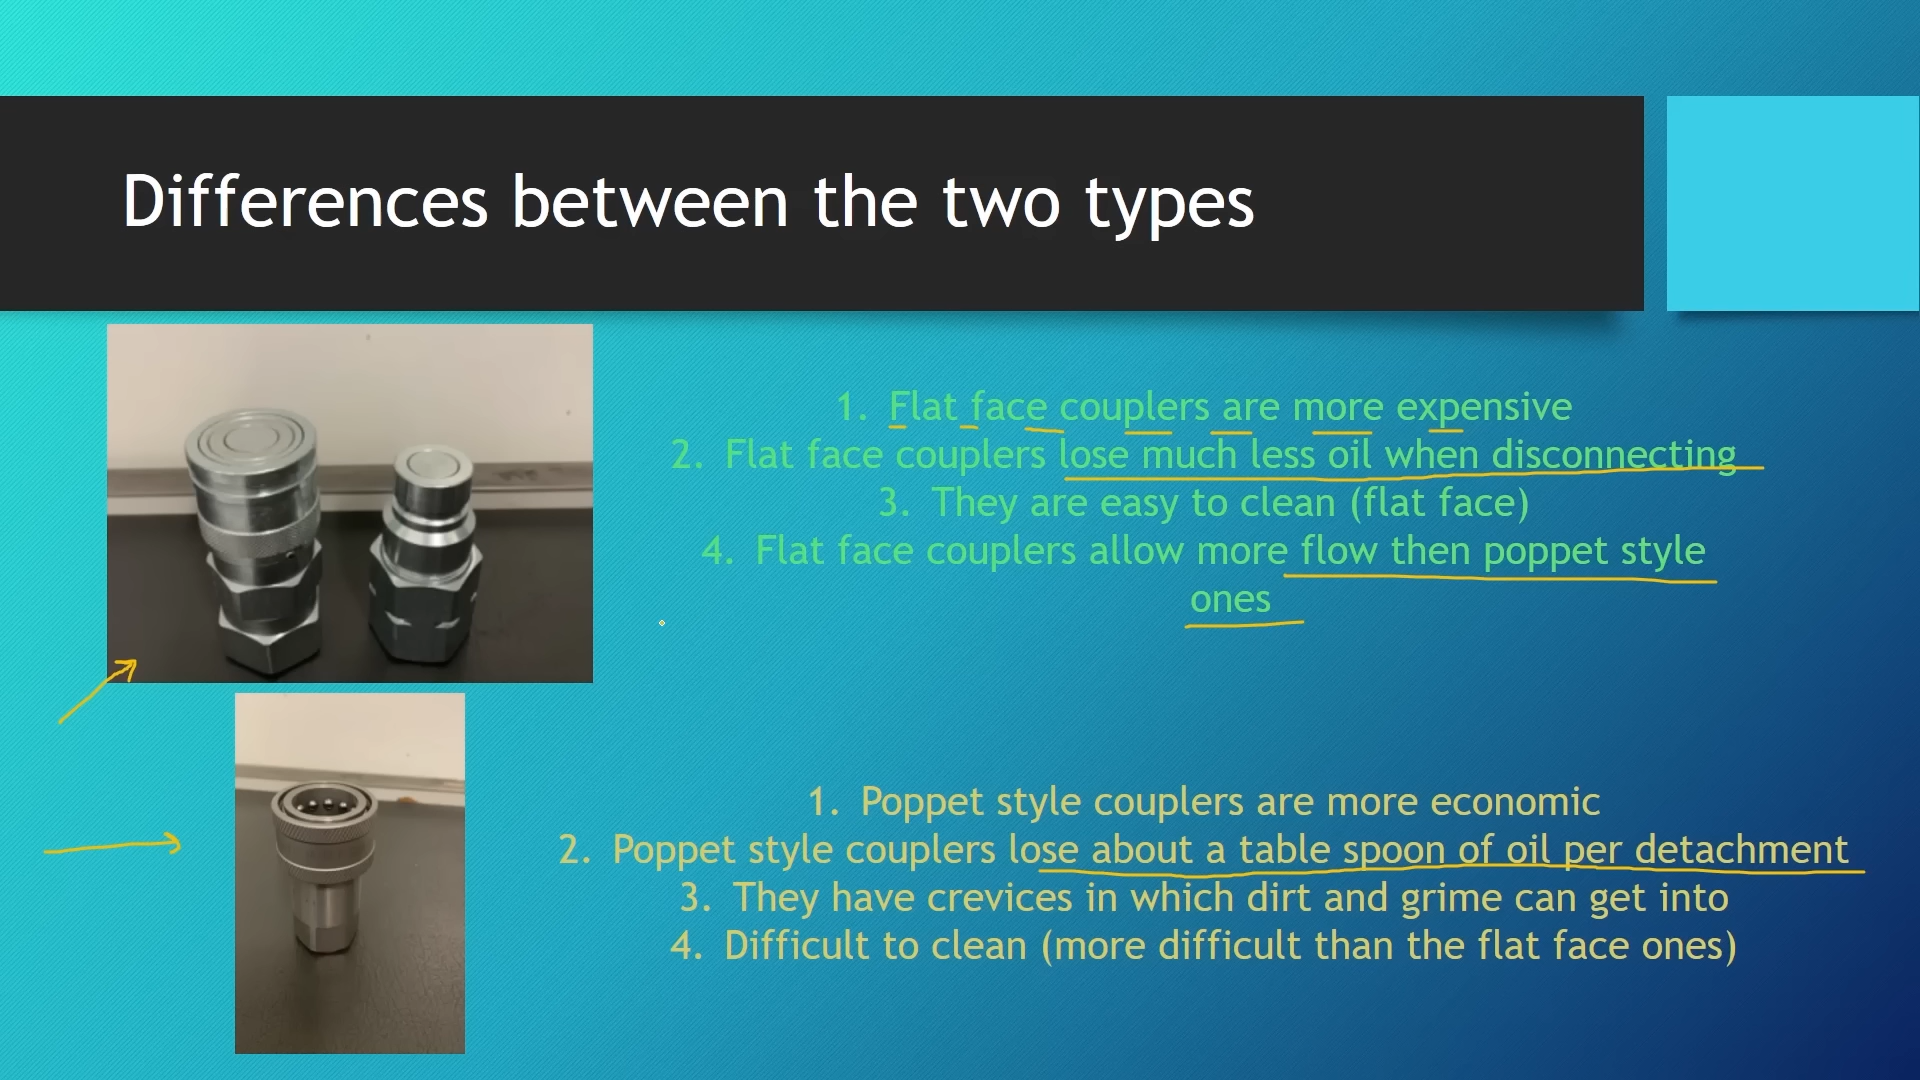 Differences between the two types
1. Flat face couplers are more expensive
2. Flat face couplers lose much less oil when disconnecting
3. They are easy to clean (flat face)
4. Flat face couplers allow more flow then poppet style
ones
1. Poppet style couplers are more economic
2. Poppet style couplers lose about a table spoon of oil per detachment
3. They have crevices in which dirt and grime can get into
4. Difficult to clean (more difficult than the flat face ones)